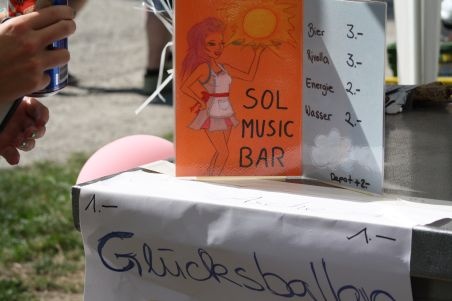 SOL
MUSIC
BAR
Bier 3.-
Rivella 3.-
Energie 2.-
Wasser 2.-
Depot + 2.-
1.-
1.-
Glücksballon